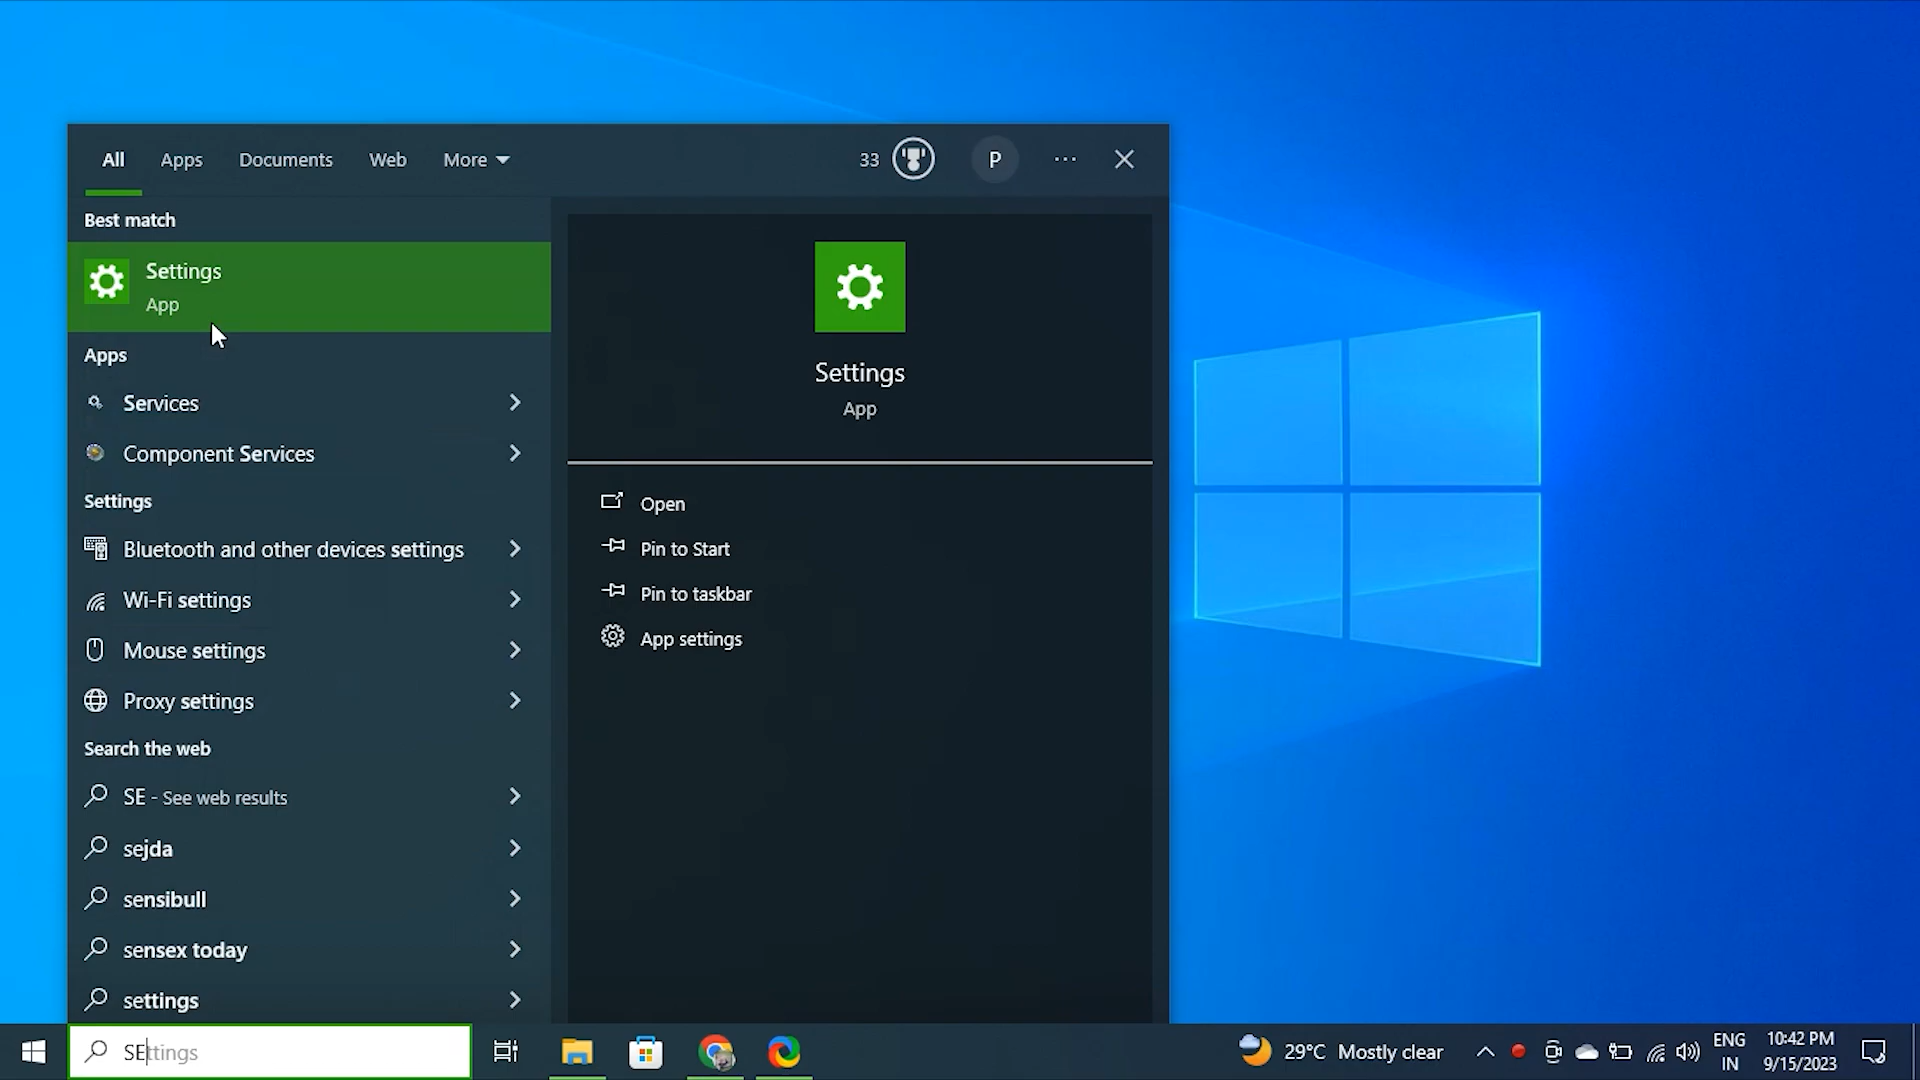 All Apps Documents Web More 33 P
Best match
Settings
App
Apps
Services
Component Services
Settings
Bluetooth and other devices settings
Wi-Fi settings
Mouse settings
Proxy settings
Search the web
SE - See web results
sejda
sensibull
sensex today
settings
Settings
App
Open
Pin to Start
Pin to taskbar
App settings
SEttings
29°C Mostly clear
ENG
IN
10:42 PM
9/15/2023